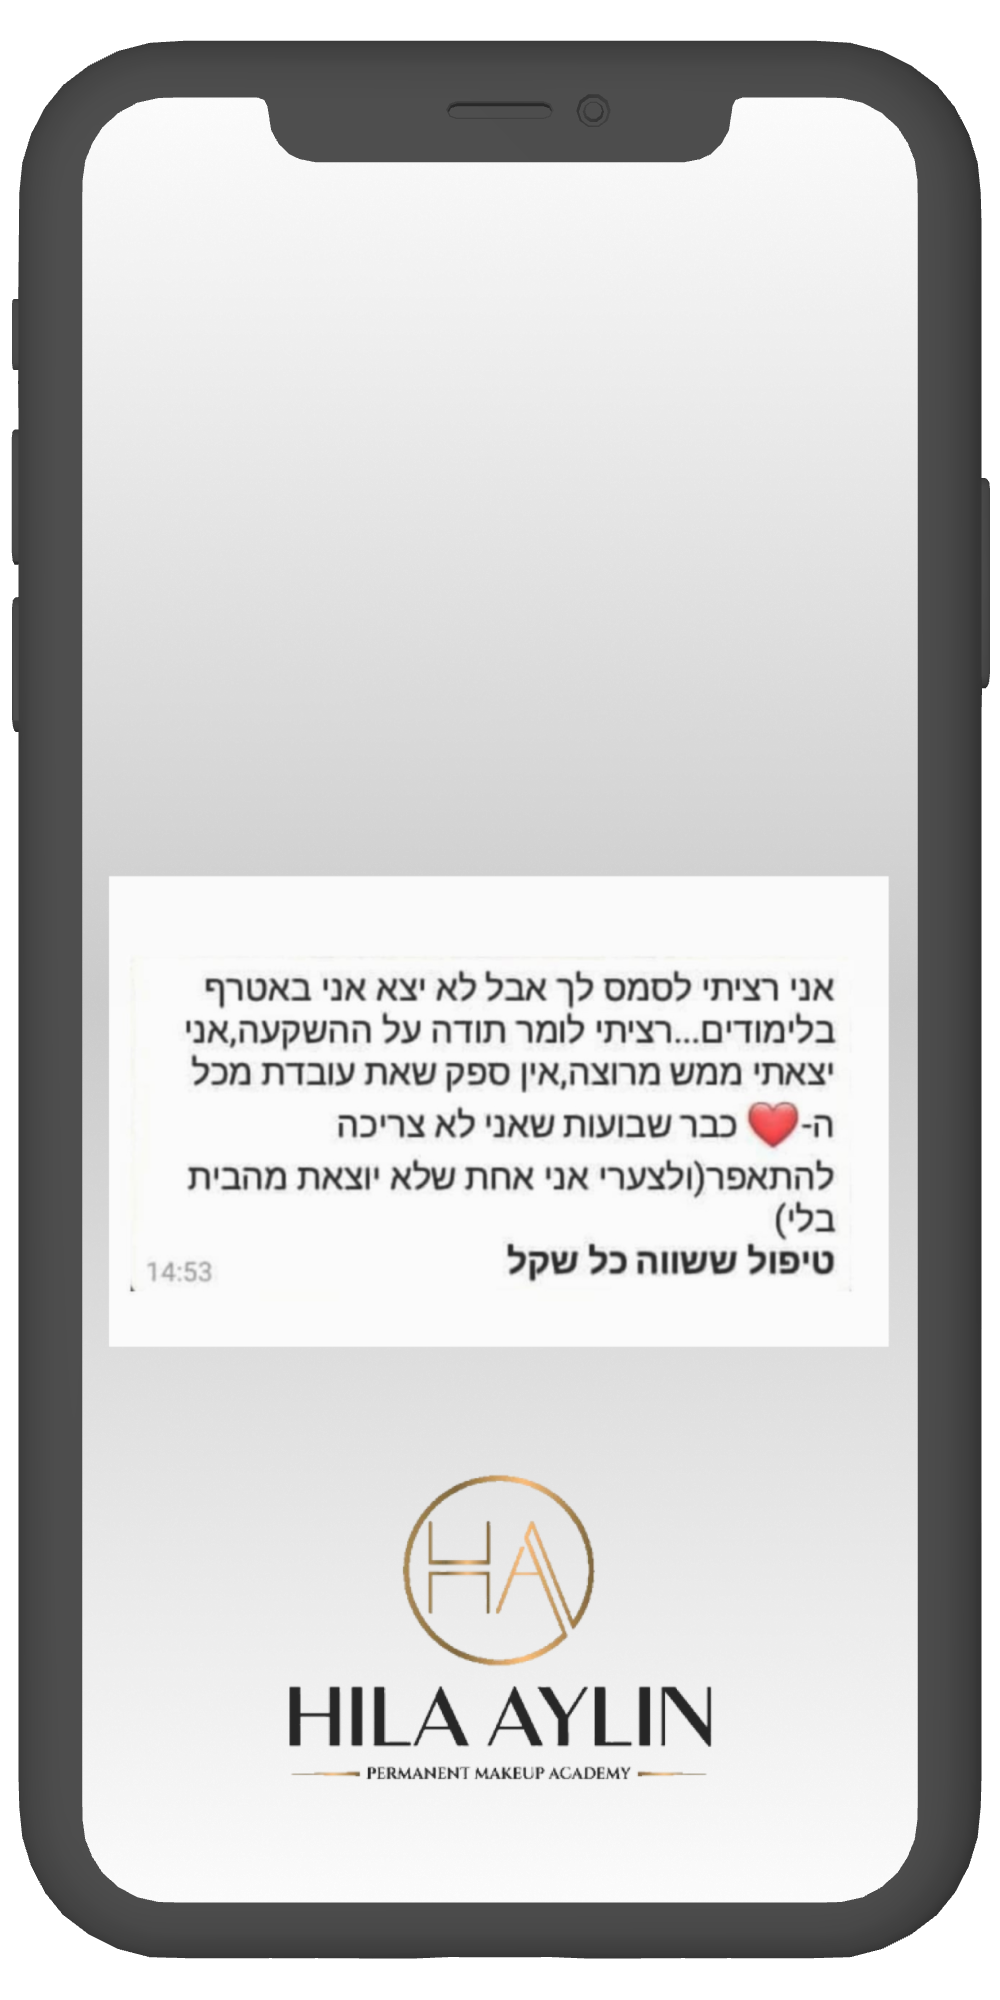 אני רציתי לסמס לך אבל לא יצא אני באטרף
בלימודים...רציתי לומר תודה על ההשקעה,אני
יצאתי ממש מרוצה,אין ספק שאת עובדת מכל
ה-❤️ כבר שבועות שאני לא צריכה
להתאפר(ולצערי אני אחת שלא יוצאת מהבית
בלי)
טיפול ששווה כל שקל
14:53
HA
HILA AYLIN
PERMANENT MAKEUP ACADEMY